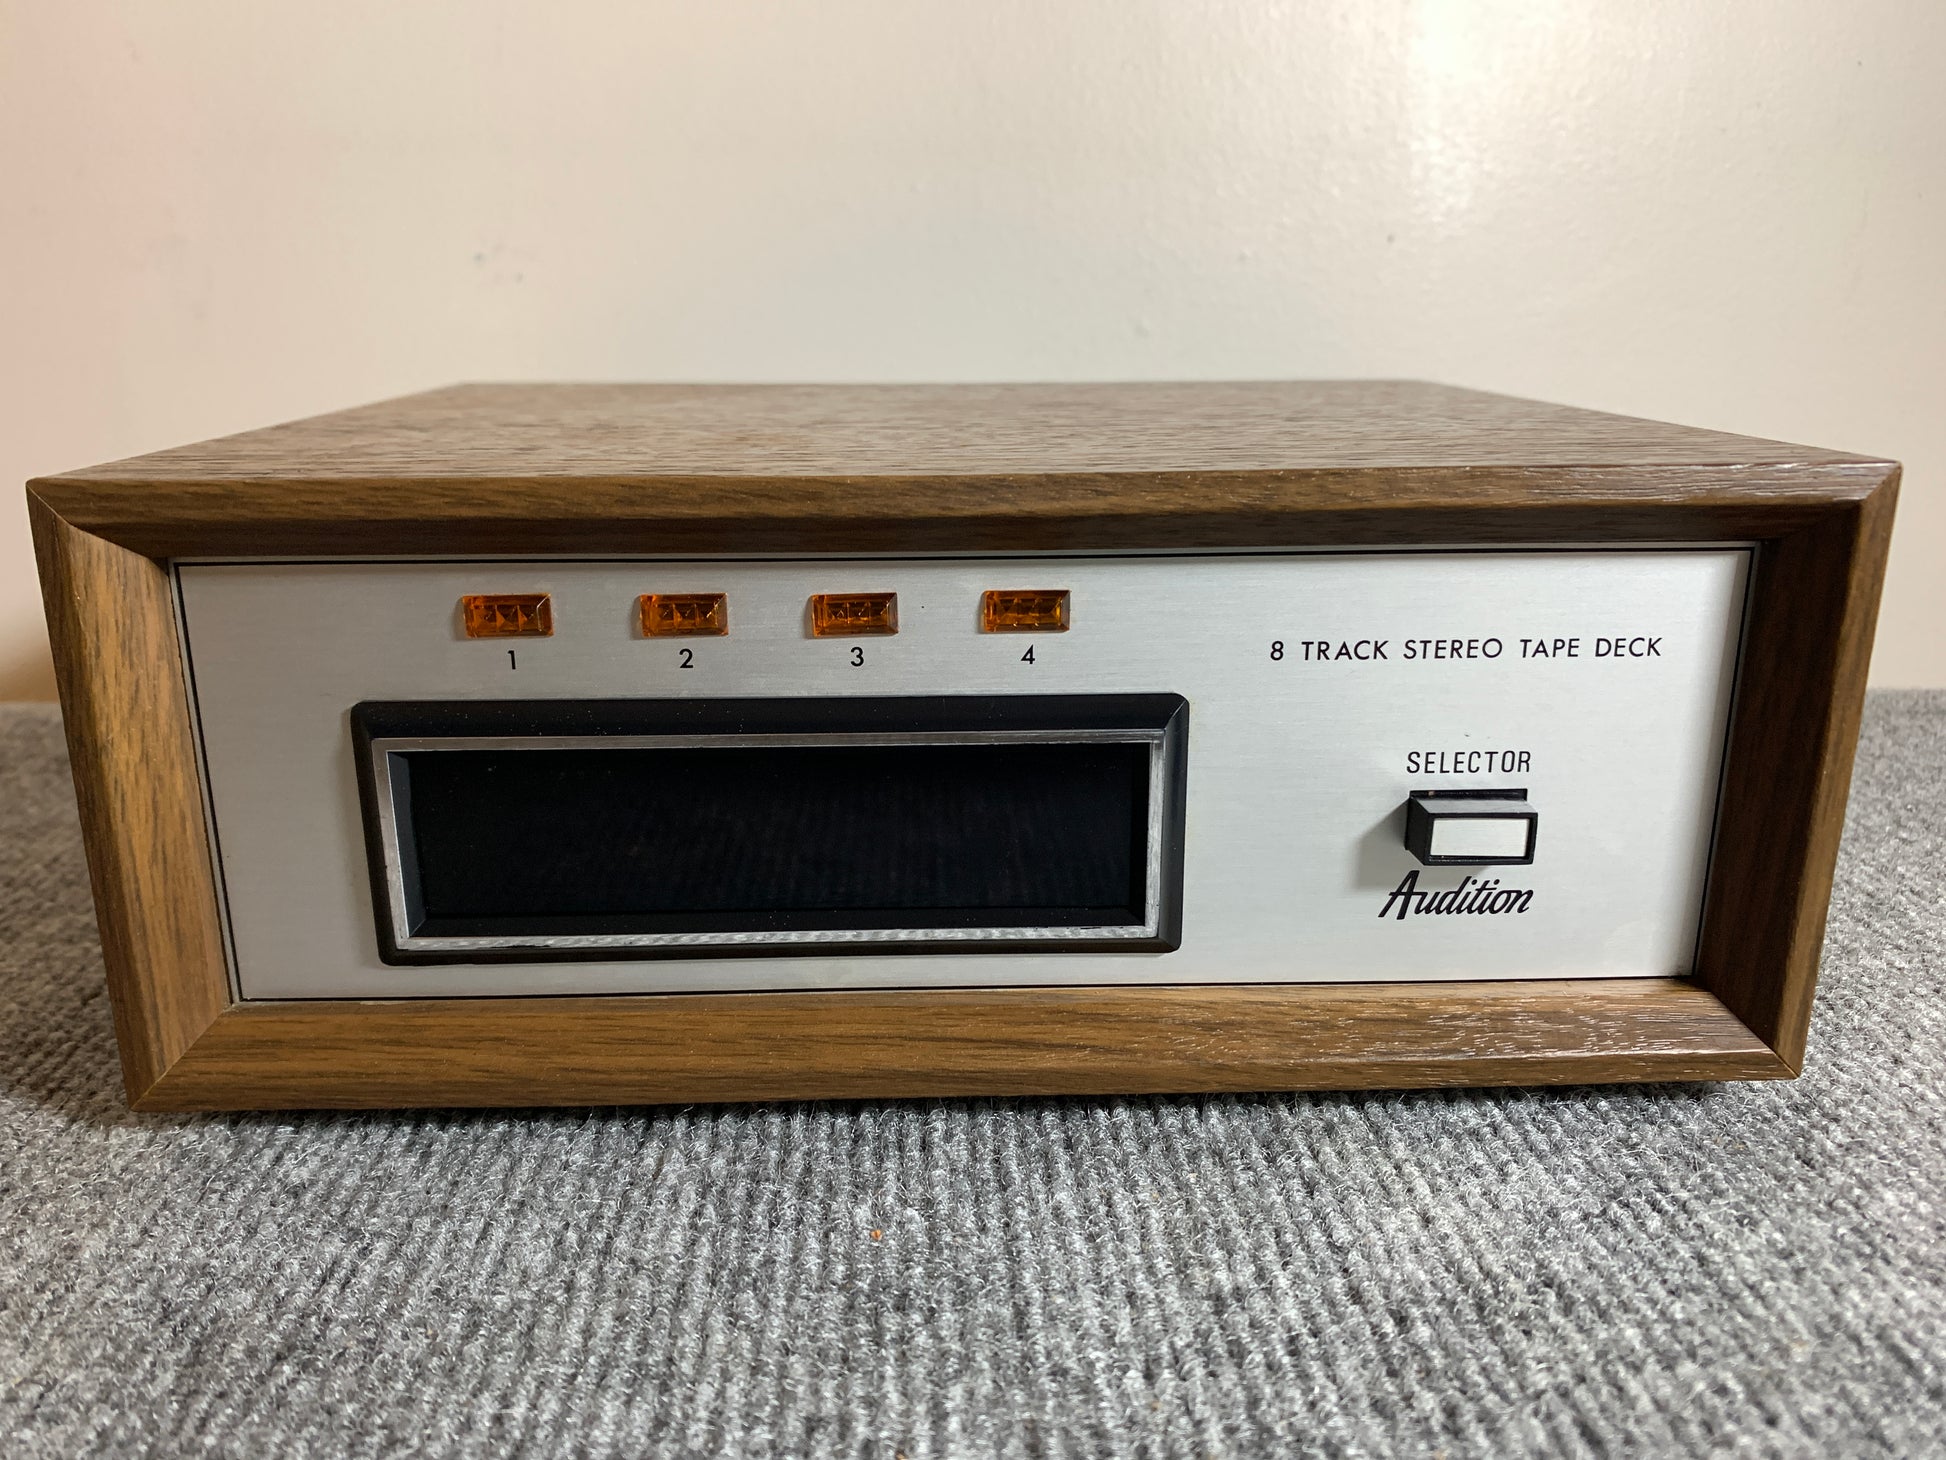 1 2 3 4
8 TRACK STEREO TAPE DECK
SELECTOR
Audition